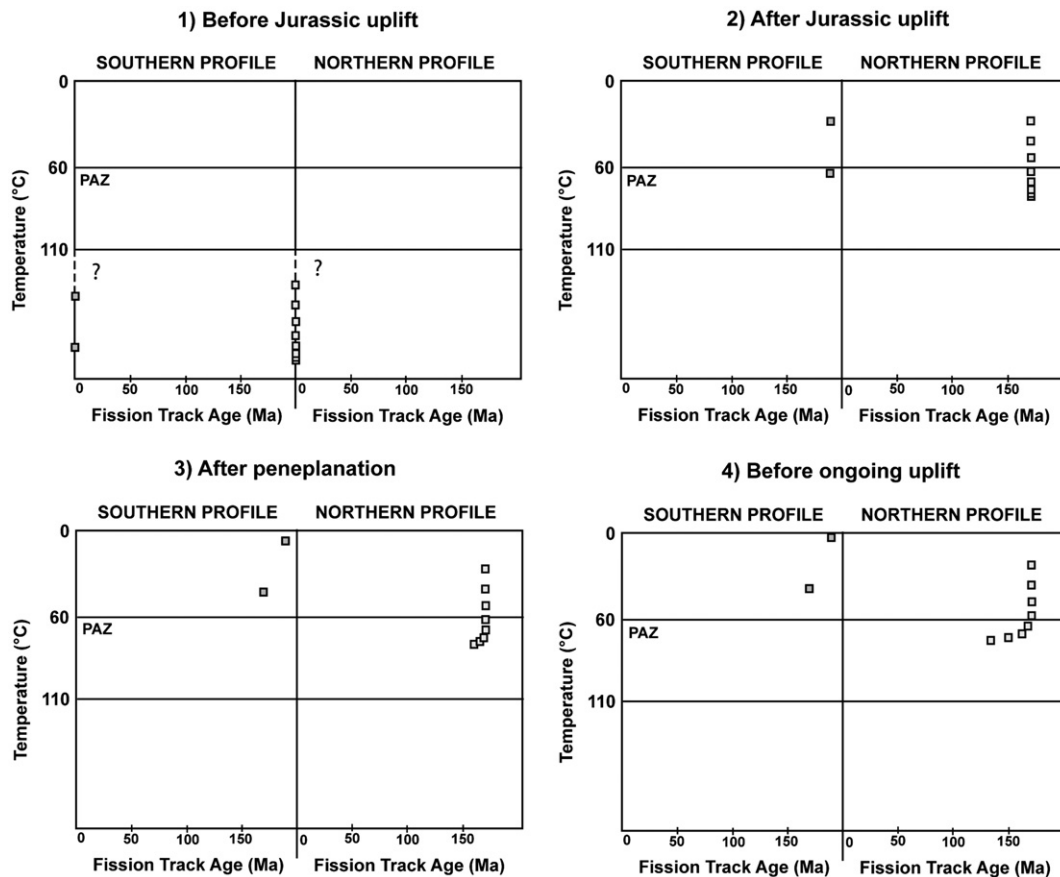 1) Before Jurassic uplift
SOUTHERN PROFILE NORTHERN PROFILE
0
60
PAZ
110
? ?
Temperature (°C)
0 50 100 150 0 50 100 150
Fission Track Age (Ma) Fission Track Age (Ma)
2) After Jurassic uplift
SOUTHERN PROFILE NORTHERN PROFILE
0
60
PAZ
110
Temperature (°C)
0 50 100 150 0 50 100 150
Fission Track Age (Ma) Fission Track Age (Ma)
3) After peneplanation
SOUTHERN PROFILE NORTHERN PROFILE
0
60
PAZ
110
Temperature (°C)
0 50 100 150 0 50 100 150
Fission Track Age (Ma) Fission Track Age (Ma)
4) Before ongoing uplift
SOUTHERN PROFILE NORTHERN PROFILE
0
60
PAZ
110
Temperature (°C)
0 50 100 150 0 50 100 150
Fission Track Age (Ma) Fission Track Age (Ma)